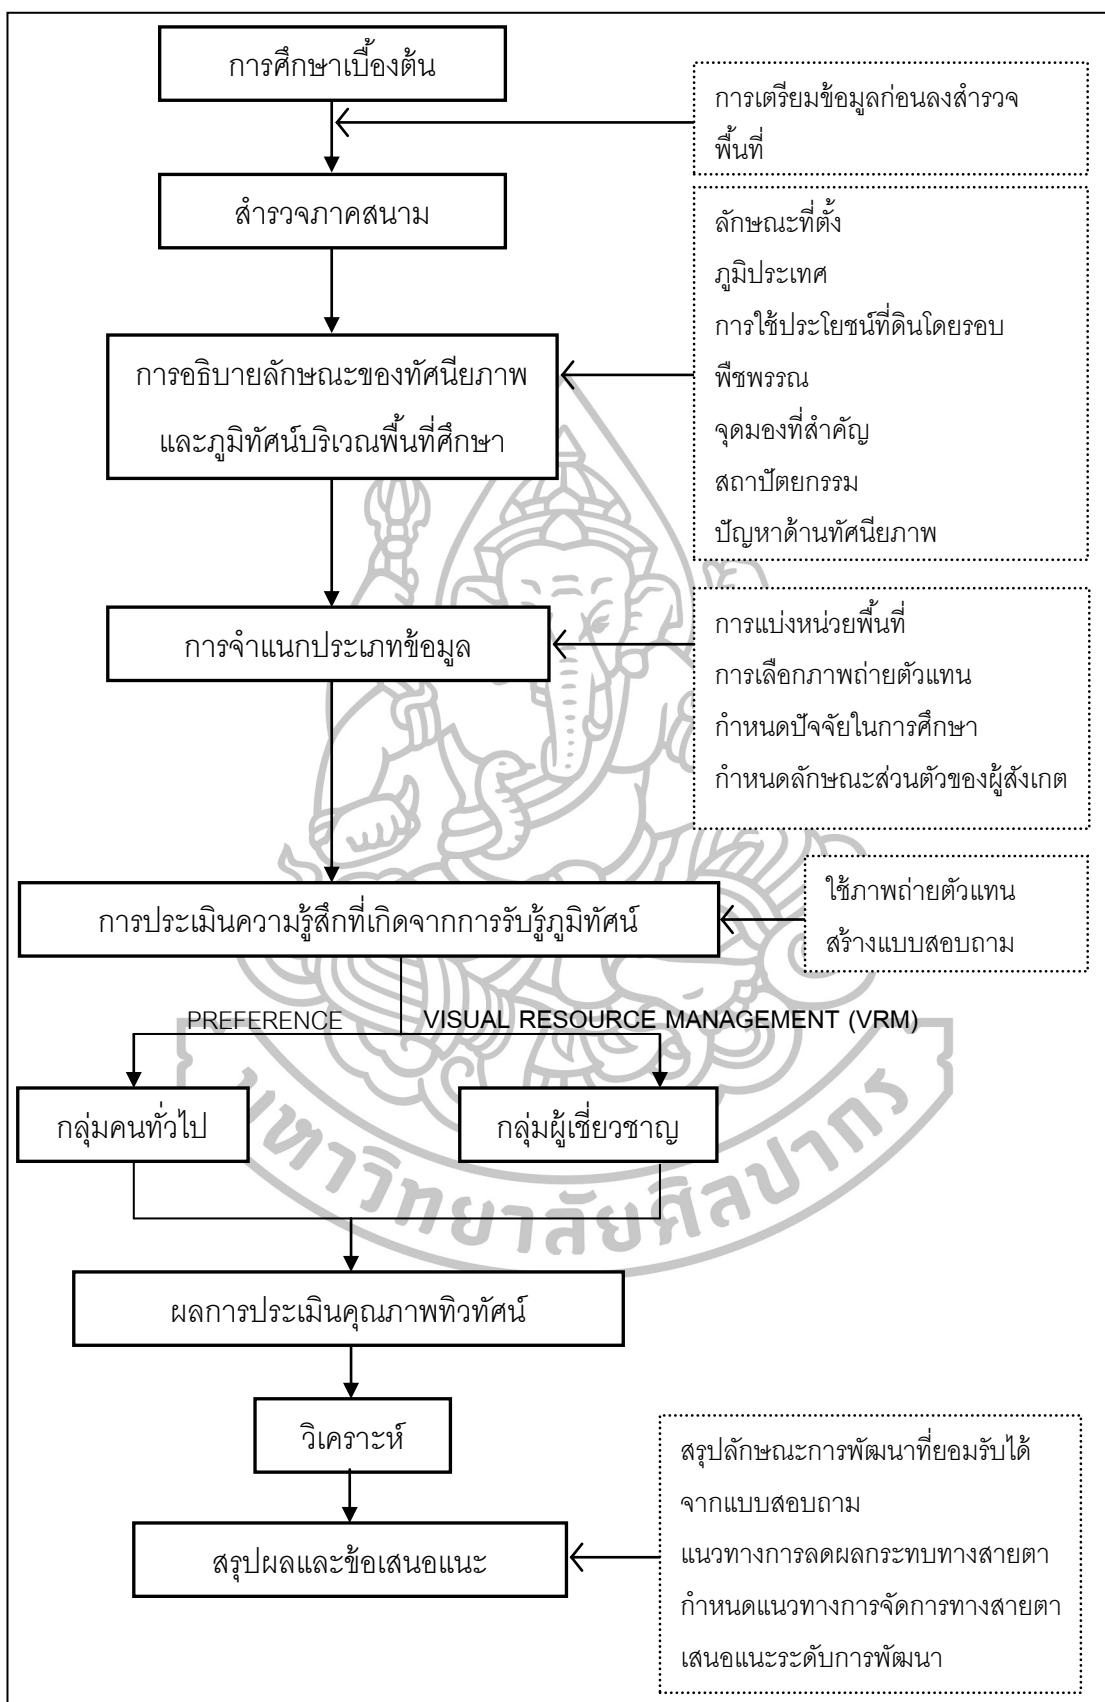 การศึกษาเบื้องต้น
การเตรียมข้อมูลก่อนลงสำรวจ
พื้นที่
สำรวจภาคสนาม
ลักษณะที่ตั้ง
ภูมิประเทศ
การใช้ประโยชน์ที่ดินโดยรอบ
พืชพรรณ
จุดมองที่สำคัญ
สถาปัตยกรรม
ปัญหาด้านทัศนียภาพ
การอธิบายลักษณะของทัศนียภาพ
และภูมิทัศน์บริเวณพื้นที่ศึกษา
การจำแนกประเภทข้อมูล
การแบ่งหน่วยพื้นที่
การเลือกภาพถ่ายตัวแทน
กำหนดปัจจัยในการศึกษา
กำหนดลักษณะส่วนตัวของผู้สังเกต
การประเมินความรู้สึกที่เกิดจากการรับรู้ภูมิทัศน์
ใช้ภาพถ่ายตัวแทน
สร้างแบบสอบถาม
PREFERENCE
VISUAL RESOURCE MANAGEMENT (VRM)
กลุ่มคนทั่วไป
กลุ่มผู้เชี่ยวชาญ
มหาวิทยาลัยศิลปากร
ผลการประเมินคุณภาพทิวทัศน์
วิเคราะห์
สรุปผลและข้อเสนอแนะ
สรุปลักษณะการพัฒนาที่ยอมรับได้
จากแบบสอบถาม
แนวทางการลดผลกระทบทางสายตา
กำหนดแนวทางการจัดการทางสายตา
เสนอแนะระดับการพัฒนา